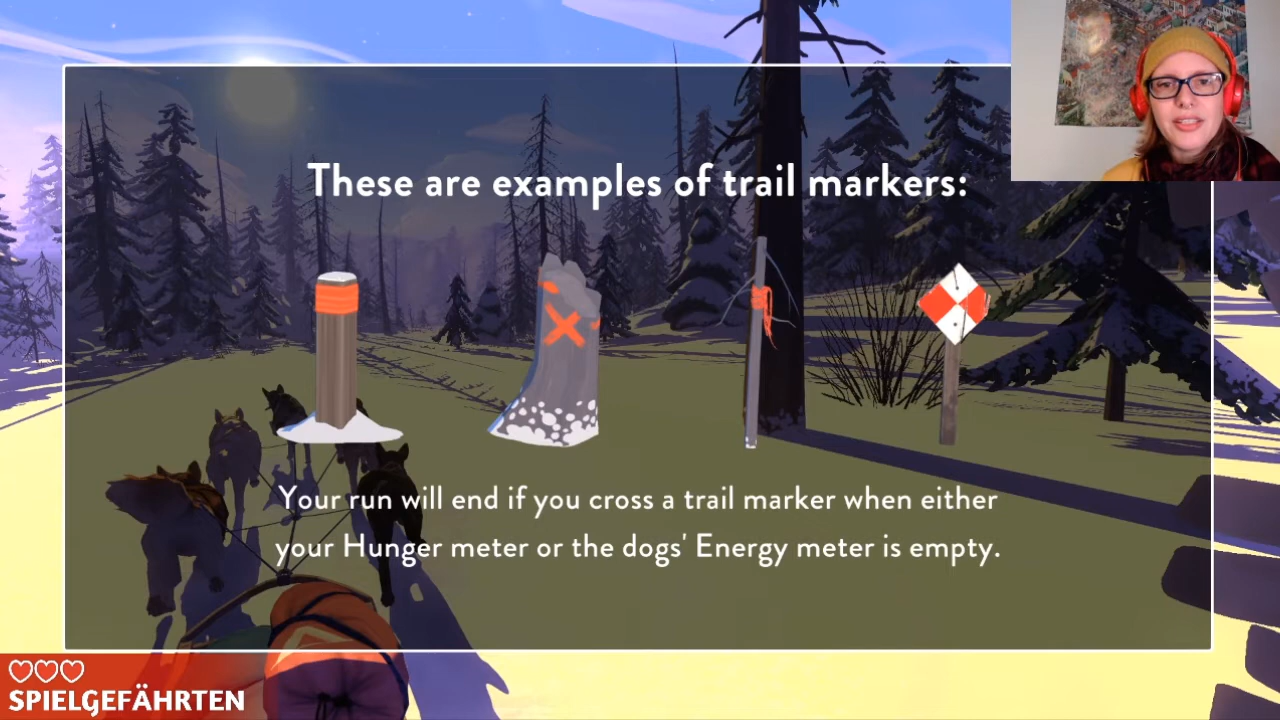 These are examples of trail markers:
Your run will end if you cross a trail marker when either
your Hunger meter or the dogs' Energy meter is empty.
SPIELGEFÄHRTEN